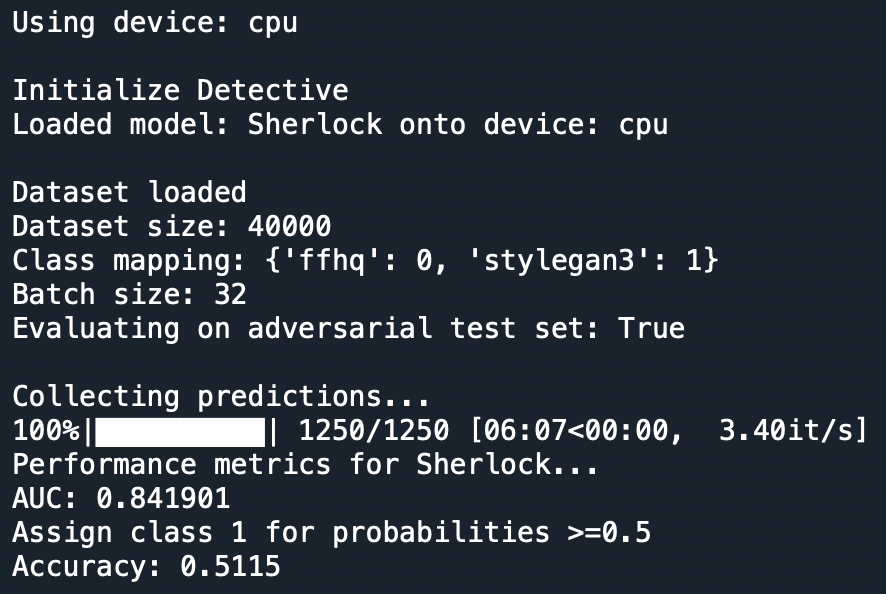 Using device: cpu
Initialize Detective
Loaded model: Sherlock onto device: cpu
Dataset loaded
Dataset size: 40000
Class mapping: {'ffhq': 0, 'stylegan3': 1}
Batch size: 32
Evaluating on adversarial test set: True
Collecting predictions...
100%|██████████| 1250/1250 [06:07<00:00,  3.40it/s]
Performance metrics for Sherlock...
AUC: 0.841901
Assign class 1 for probabilities >=0.5
Accuracy: 0.5115